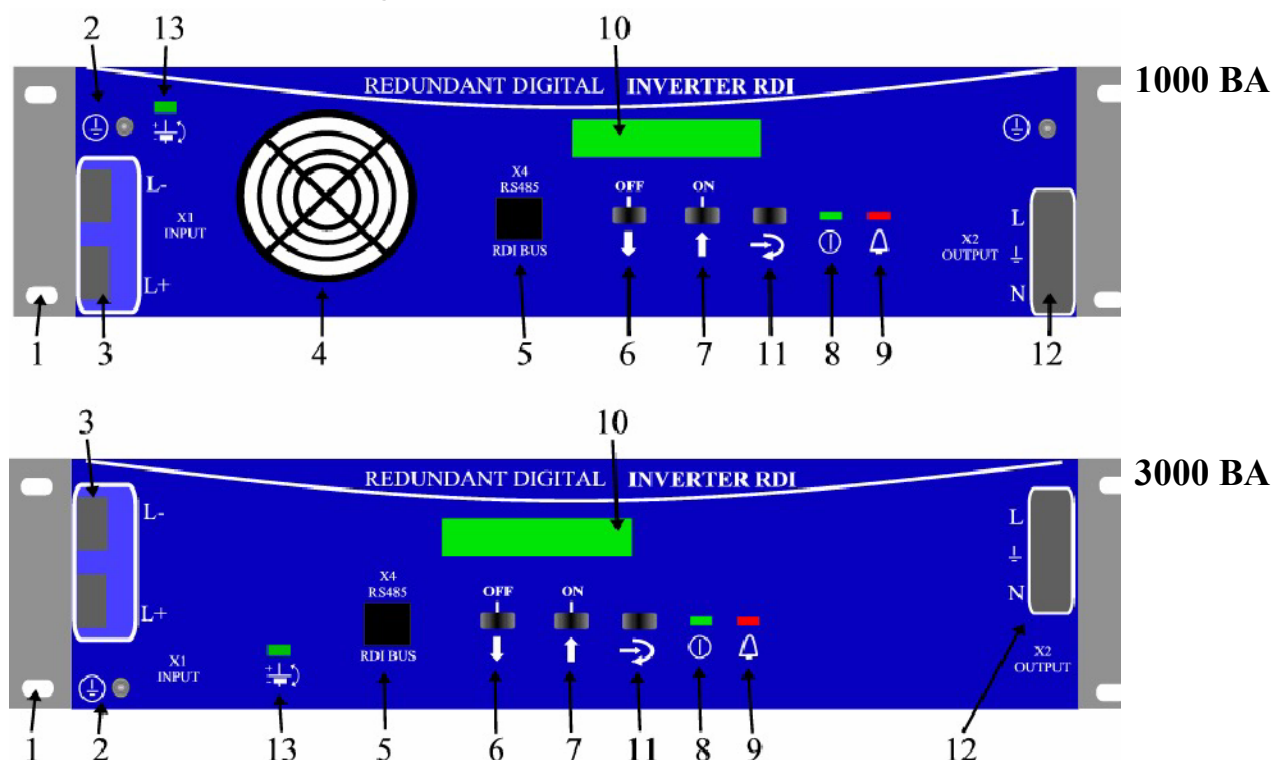 2 13 10
REDUNDANT DIGITAL INVERTER RDI
1000 BA
L-
X1
INPUT
L+
X4
RS485
RDI BUS
OFF ON
X2
OUTPUT
L
N
1 3 4 5 6 7 11 8 9 12
3 10
REDUNDANT DIGITAL INVERTER RDI
3000 BA
L-
L+
X1
INPUT
+
X4
RS485
RDI BUS
OFF ON
L
N
X2
OUTPUT
1 2 13 5 6 7 11 8 9 12